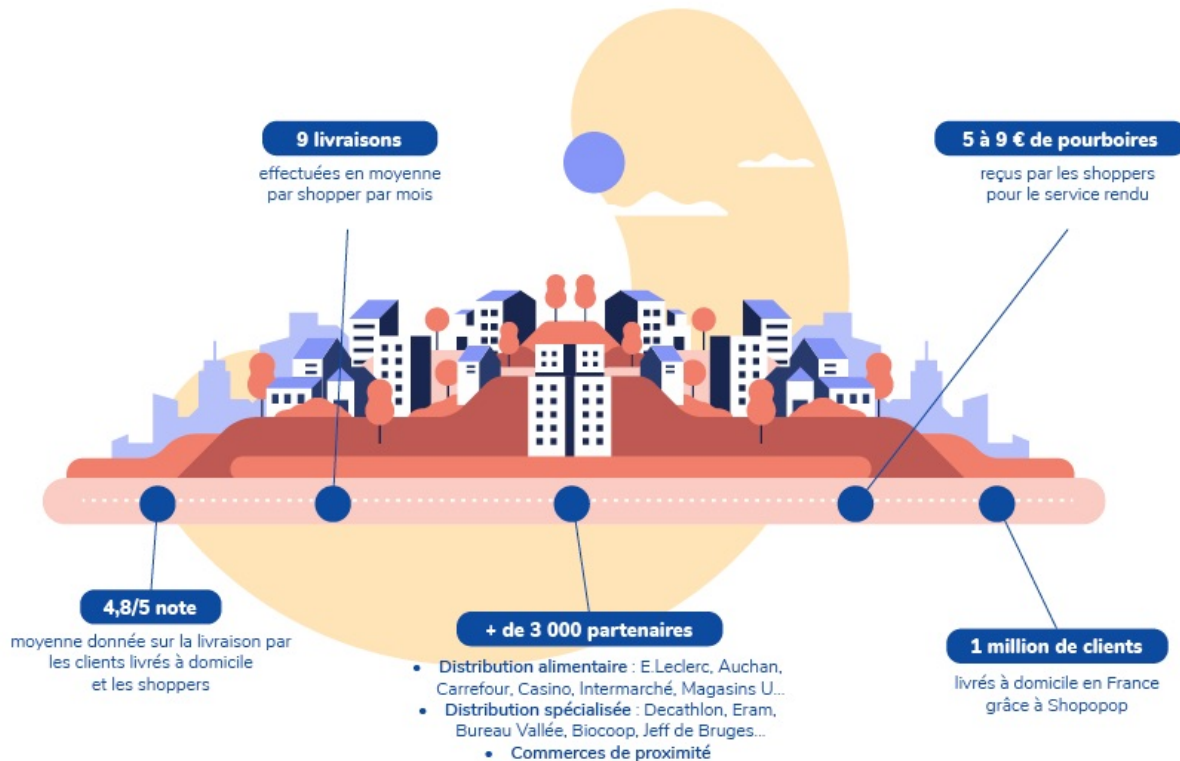 9 livraisons
effectuées en moyenne
par shopper par mois
5 à 9 € de pourboires
reçus par les shoppers
pour le service rendu
4,8/5 note
moyenne donnée sur la livraison par
les clients livrés à domicile
et les shoppers
+ de 3 000 partenaires
• Distribution alimentaire : E.Leclerc, Auchan,
Carrefour, Casino, Intermarché, Magasins U...
• Distribution spécialisée : Decathlon, Eram,
Bureau Vallée, Biocoop, Jeff de Bruges...
• Commerces de proximité
1 million de clients
livrés à domicile en France
grâce à Shopopop